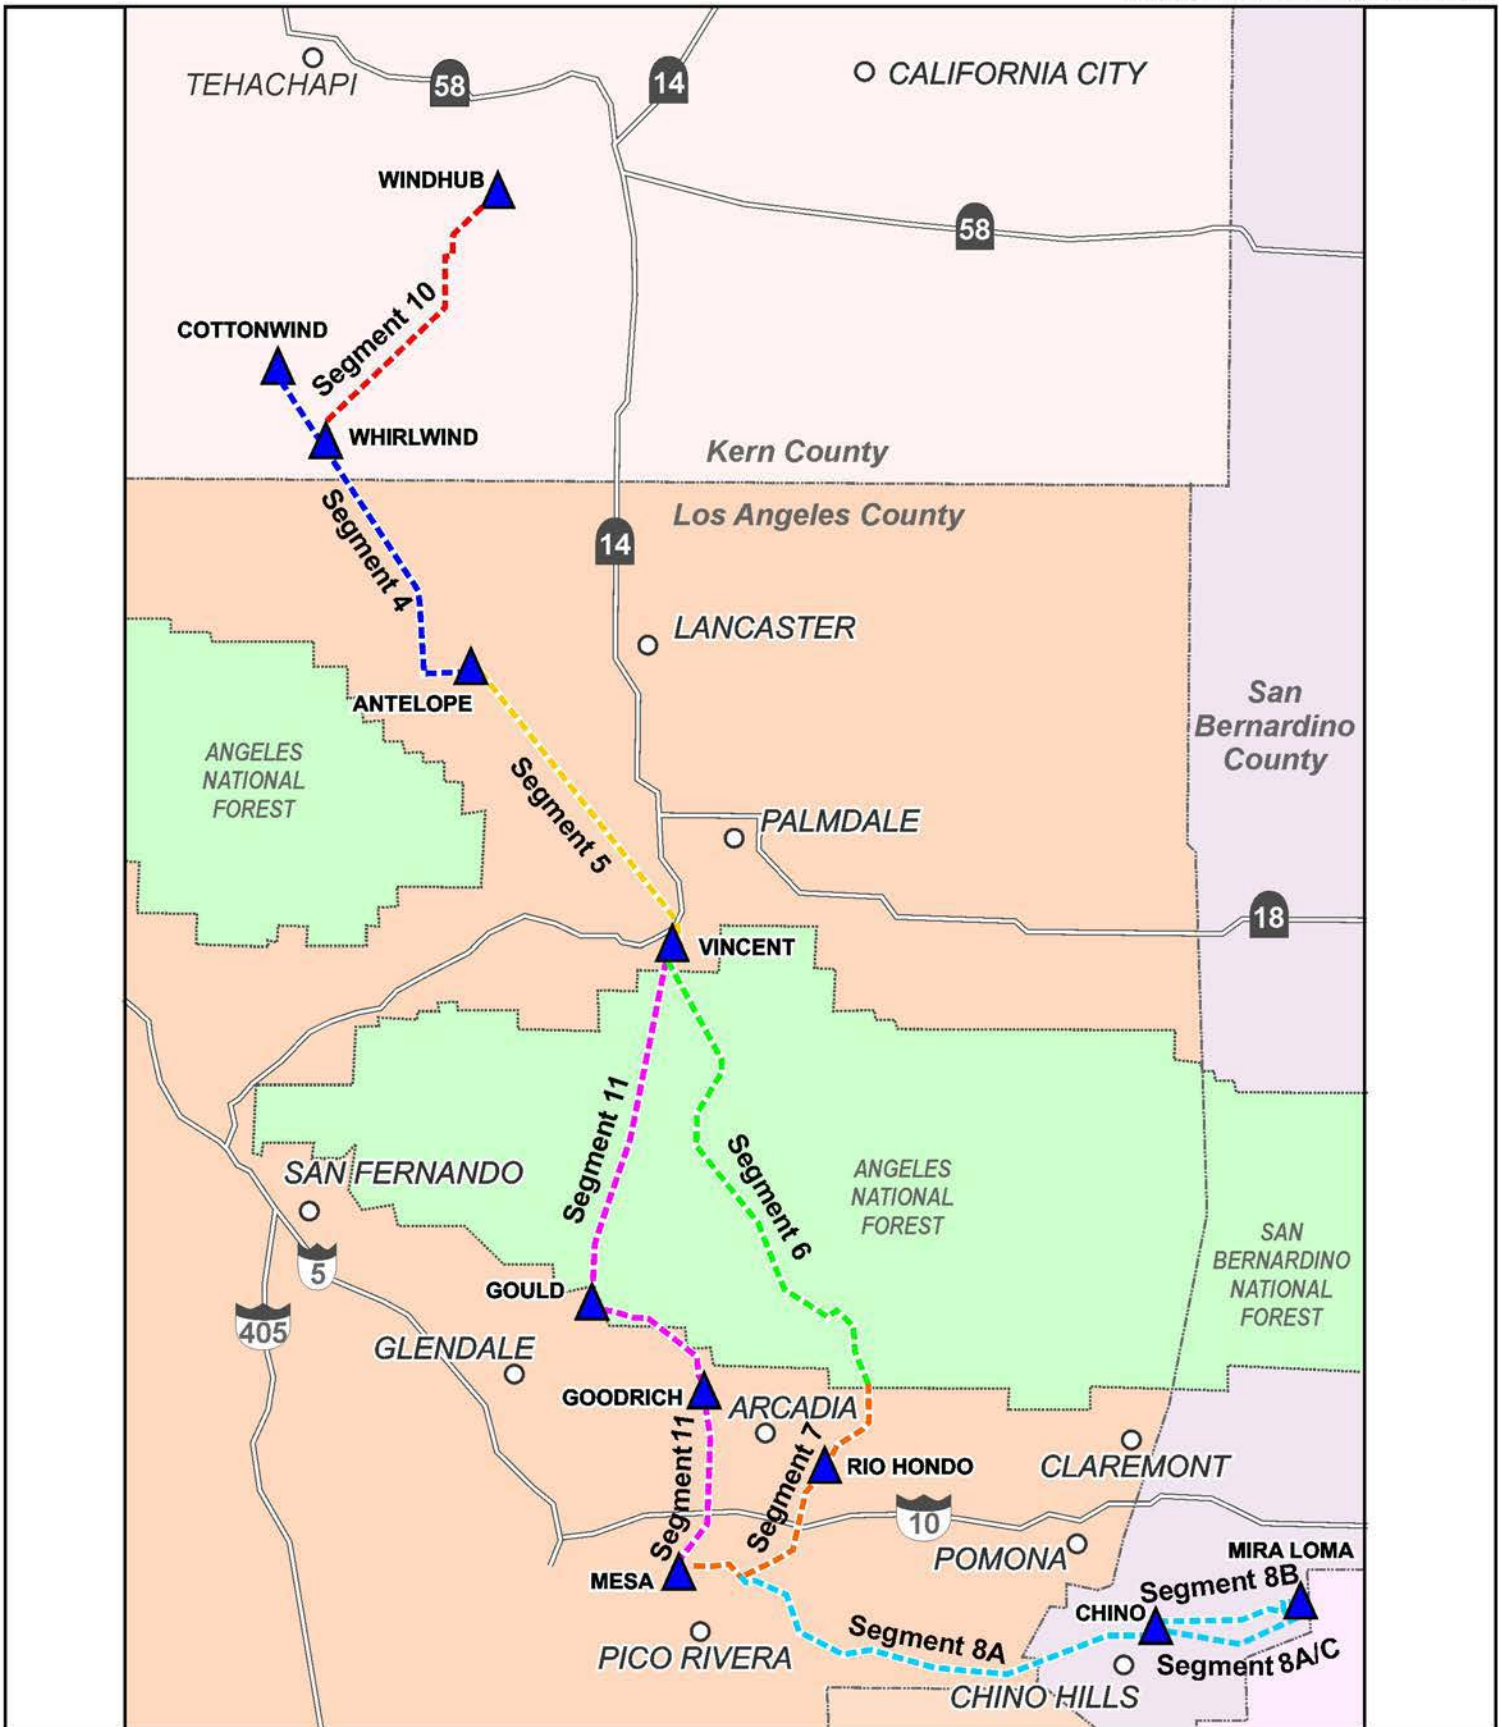 TEHACHAPI
58
14
CALIFORNIA CITY
WINDHUB
58
Segment 10
COTTONWIND
WHIRLWIND
Kern County
Los Angeles County
Segment 4
14
LANCASTER
ANTELOPE
San
Bernardino
County
ANGELES
NATIONAL
FOREST
Segment 5
PALMDALE
18
VINCENT
Segment 11
Segment 6
SAN FERNANDO
ANGELES
NATIONAL
FOREST
SAN
BERNARDINO
NATIONAL
FOREST
5
GOULD
405
GLENDALE
GOODRICH
ARCADIA
Segment 11
Segment 7
RIO HONDO
CLAREMONT
10
POMONA
MIRA LOMA
MESA
Segment 8B
CHINO
PICO RIVERA
Segment 8A
Segment 8A/C
CHINO HILLS